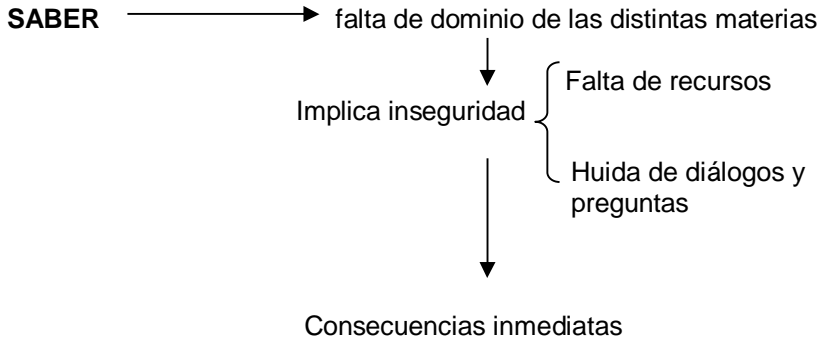 SABER falta de dominio de las distintas materias
Falta de recursos
Implica inseguridad
Huida de diálogos y
preguntas
Consecuencias inmediatas